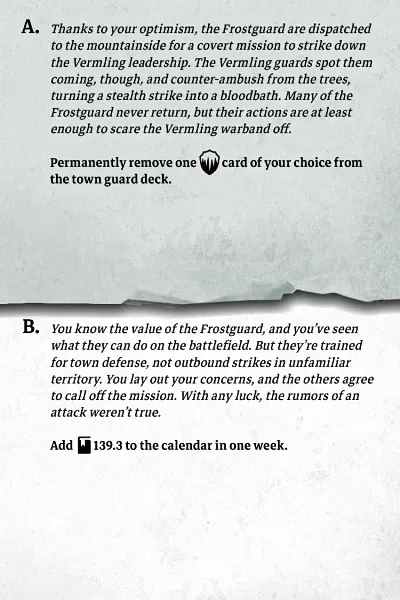 A. Thanks to your optimism, the Frostguard are dispatched
to the mountainside for a covert mission to strike down
the Vermling leadership. The Vermling guards spot them
coming, though, and counter-ambush from the trees,
turning a stealth strike into a bloodbath. Many of the
Frostguard never return, but their actions are at least
enough to scare the Vermling warband off.
Permanently remove one card of your choice from
the town guard deck.
B. You know the value of the Frostguard, and you've seen
what they can do on the battlefield. But they're trained
for town defense, not outbound strikes in unfamiliar
territory. You lay out your concerns, and the others agree
to call off the mission. With any luck, the rumors of an
attack weren't true.
Add 139.3 to the calendar in one week.